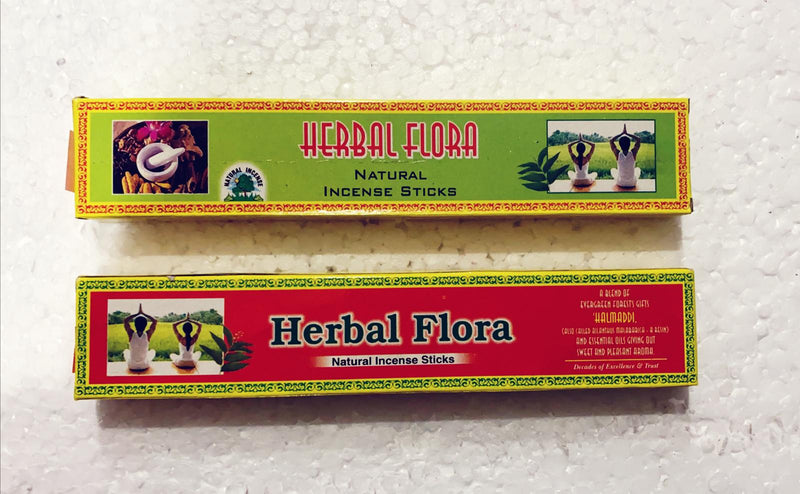 HERBAL FLORA
NATURAL
INCENSE STICKS
NATURAL INCENSE
Herbal Flora
Natural Incense Sticks
A BLEND OF
EVERGREEN FORESTS GIFTS
'HALMADDI,
(ALSO CALLED AILANTHUS MALABARICA - A RESIN)
AND ESSENTIAL OILS GIVING OUT
SWEET AND PLEASANT AROMA.
Decades of Excellence & Trust